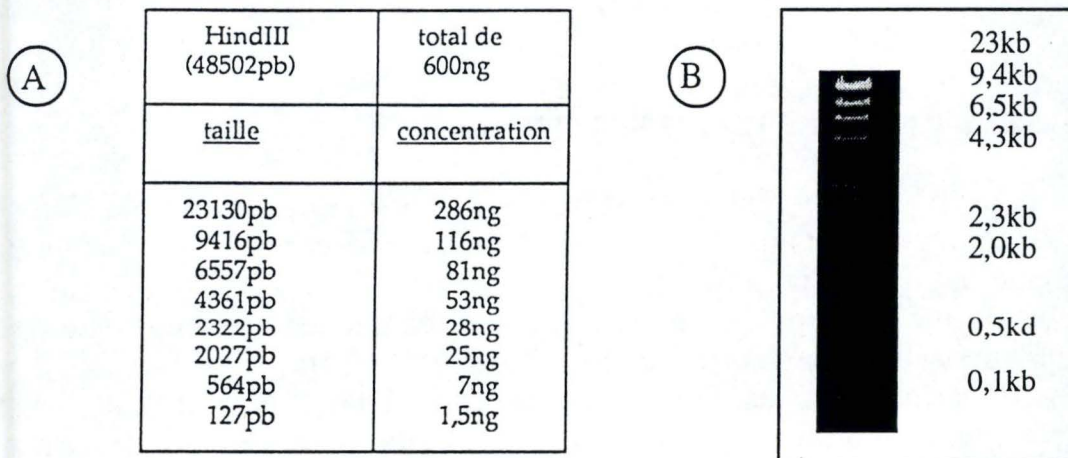 A
HindIII
(48502pb)
total de
600ng
taille
concentration
23130pb 286ng
9416pb 116ng
6557pb 81ng
4361pb 53ng
2322pb 28ng
2027pb 25ng
564pb 7ng
127pb 1,5ng
B
23kb
9,4kb
6,5kb
4,3kb
2,3kb
2,0kb
0,5kd
0,1kb